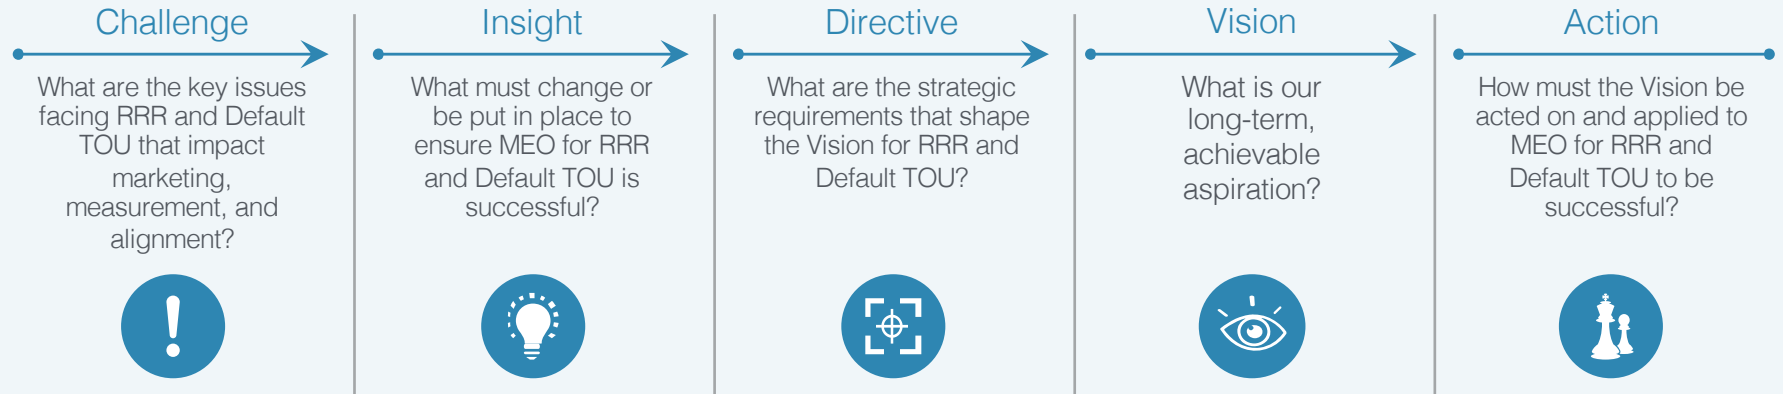 Challenge
What are the key issues
facing RRR and Default
TOU that impact
marketing,
measurement, and
alignment?
Insight
What must change or
be put in place to
ensure MEO for RRR
and Default TOU is
successful?
Directive
What are the strategic
requirements that shape
the Vision for RRR and
Default TOU?
Vision
What is our
long-term,
achievable
aspiration?
Action
How must the Vision be
acted on and applied to
MEO for RRR and
Default TOU to be
successful?